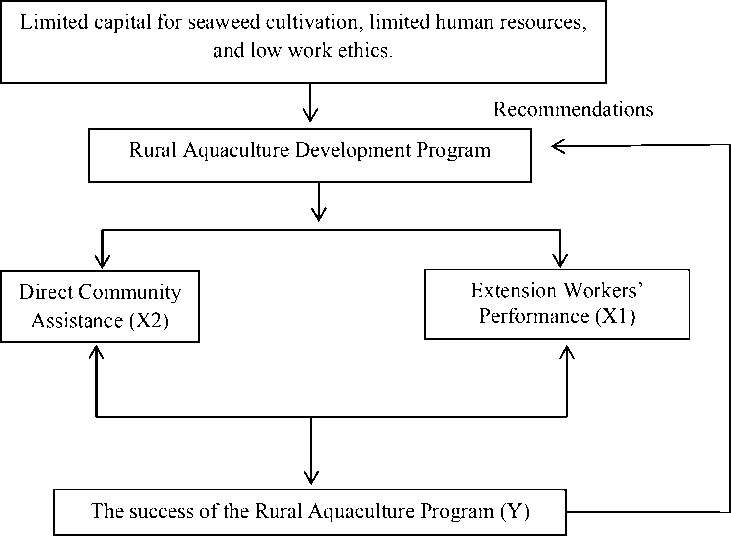 Limited capital for seaweed cultivation, limited human resources,
and low work ethics.
Recommendations
Rural Aquaculture Development Program
Direct Community
Assistance (X2)
Extension Workers’
Performance (X1)
The success of the Rural Aquaculture Program (Y)